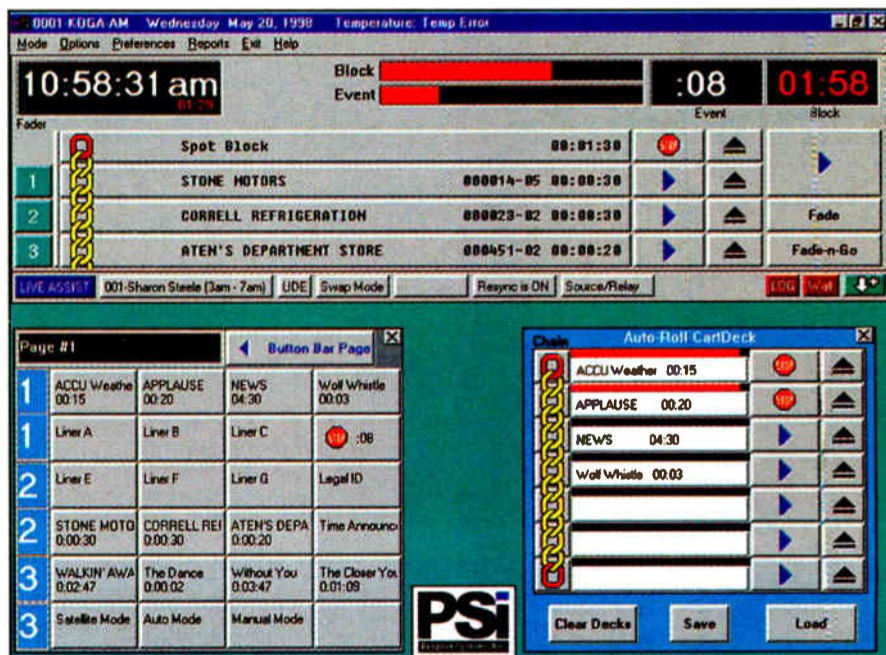 0001 KOGA AM Wednesday May 20, 1998 Temperature: Temp Error
Mode Options Preferences Reports Exit Help
10:58:31 am
01:29
Block
Event
:08
Event
01:58
Block
Fader
Spot Block 00:01:30 STOP
1 STONE MOTORS 000014-05 00:00:30
2 CORRELL REFRIGERATION 000023-02 00:00:30 Fade
3 ATEN'S DEPARTMENT STORE 000451-02 00:00:20 Fade-n-Go
LIVE ASSIST 001-Sharon Steele (3am - 7am) UDE Swap Mode Resync is ON Source/Relay LOG Wait
Page #1 Button Bar Page
1 ACCU Weathe 00:15 APPLAUSE 00:20 NEWS 04:30 Wolf Whistle 00:03
1 Liner A Liner B Liner C STOP :08
2 Liner E Liner F Liner G Legal ID
2 STONE MOTO 0:00:30 CORRELL REF 0:00:30 ATEN'S DEPA 0:00:20 Time Announc
3 WALKIN' AWA 0:02:47 The Dance 0:00:02 Without You 0:03:47 The Closer You 0:01:09
3 Satellite Mode Auto Mode Manual Mode
PSi
Chain Auto-Roll CartDeck
ACCU Weather 00:15 STOP
APPLAUSE 00:20 STOP
NEWS 04:30
Wolf Whistle 00:03
Clear Decks Save Load